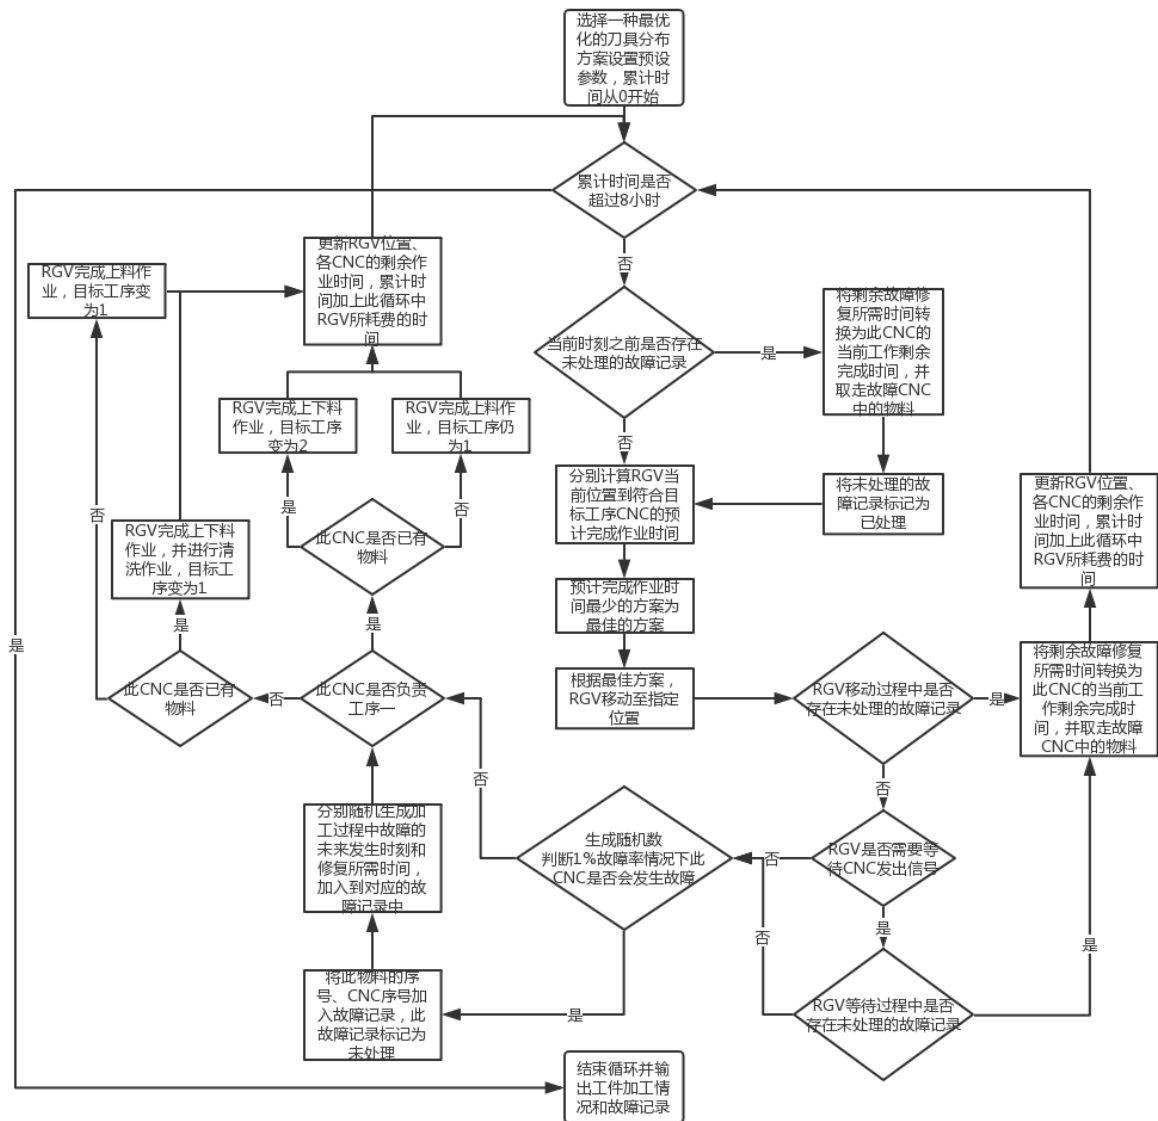 选择一种最优
化的刀具分布
方案设置预设
参数，累计时
间从0开始
累计时间是否
超过8小时
否
更新RGV位置、
各CNC的剩余作
业时间，累计时
间加上此循环中
RGV所耗费的时
间
RGV完成上料作
业，目标工序变
为1
当前时刻之前是否存在
未处理的故障记录
是
将剩余故障修
复所需时间转
换为此CNC的
当前工作剩余
完成时间，并
取走故障CNC
中的物料
将未处理的故
障记录标记为
已处理
否
RGV完成上下料
作业，目标工序
变为2
RGV完成上料作
业，目标工序仍
为1
分别计算RGV当
前位置到符合目
标工序CNC的预
计完成作业时间
更新RGV位置、
各CNC的剩余作
业时间，累计时
间加上此循环中
RGV所耗费的时
间
是
否
否
RGV完成上下料
作业，并进行清
洗作业，目标工
序变为1
此CNC是否已有
物料
预计完成作业时
间最少的方案为
最佳的方案
是
是
是
此CNC是否已有
物料
否
此CNC是否负责
工序一
根据最佳方案，
RGV移动至指定
位置
RGV移动过程中是否
存在未处理的故障记录
是
将剩余故障修复
所需时间转换为
此CNC的当前工
作剩余完成时
间，并取走故障
CNC中的物料
否
否
分别随机生成加
工过程中故障的
未来发生时刻和
修复所需时间，
加入到对应的故
障记录中
生成随机数
判断1%故障率情况下此
CNC是否会发生故障
否
RGV是否需要等
待CNC发出信号
是
否
是
将此物料的序
号、CNC序号加
入故障记录，此
故障记录标记为
未处理
是
RGV等待过程中是否
存在未处理的故障记录
结束循环并输
出工件加工情
况和故障记录